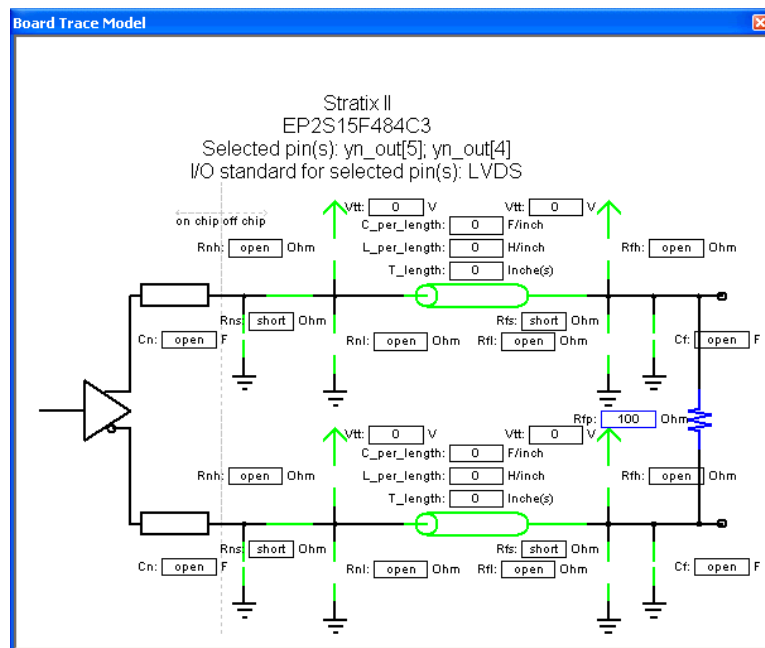 Board Trace Model
Stratix II
EP2S15F484C3
Selected pin(s): yn_out[5]; yn_out[4]
I/O standard for selected pin(s): LVDS
on chip off chip
Vtt: 0 V Vtt: 0 V
C_per_length: 0 F/inch
Rnh: open Ohm L_per_length: 0 H/inch Rfh: open Ohm
T_length: 0 Inche(s)
Rns: short Ohm Rfs: short Ohm
Cn: open F Rnl: open Ohm Rfl: open Ohm Cf: open F
Rfp: 100 Ohm
Vtt: 0 V Vtt: 0 V
C_per_length: 0 F/inch
Rnh: open Ohm L_per_length: 0 H/inch Rfh: open Ohm
T_length: 0 Inche(s)
Rns: short Ohm Rfs: short Ohm
Cn: open F Rnl: open Ohm Rfl: open Ohm Cf: open F